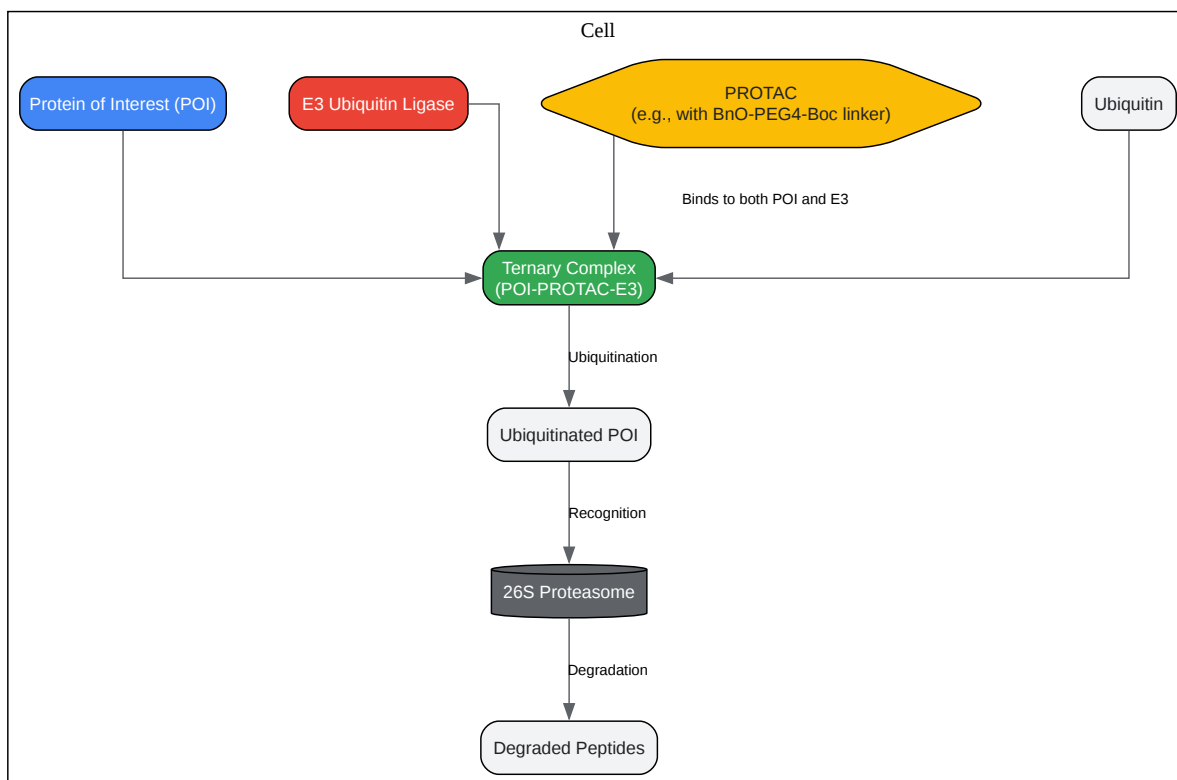 Cell
Protein of Interest (POI)
E3 Ubiquitin Ligase
PROTAC
(e.g., with BnO-PEG4-Boc linker)
Ubiquitin
Binds to both POI and E3
Ternary Complex
(POI-PROTAC-E3)
Ubiquitination
Ubiquitinated POI
Recognition
26S Proteasome
Degradation
Degraded Peptides